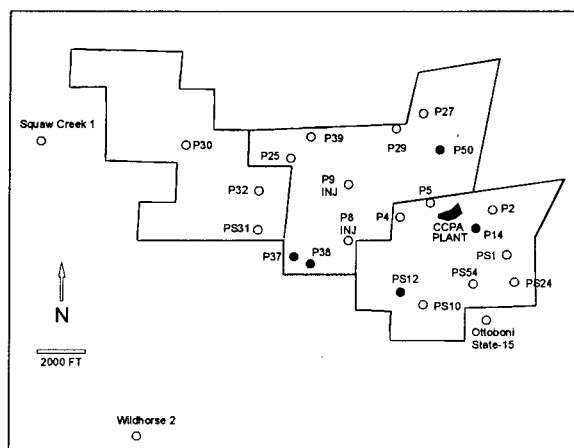 P27
Squaw Creek 1
P39
P29
P30
P50
P25
P9
INJ
P32
P5
P2
P8
INJ
P4
PS31
CCPA
PLANT
P14
P37
P38
PS1
PS12
PS54
PS24
PS10
N
Ottoboni
State-15
2000 FT
Wildhorse 2